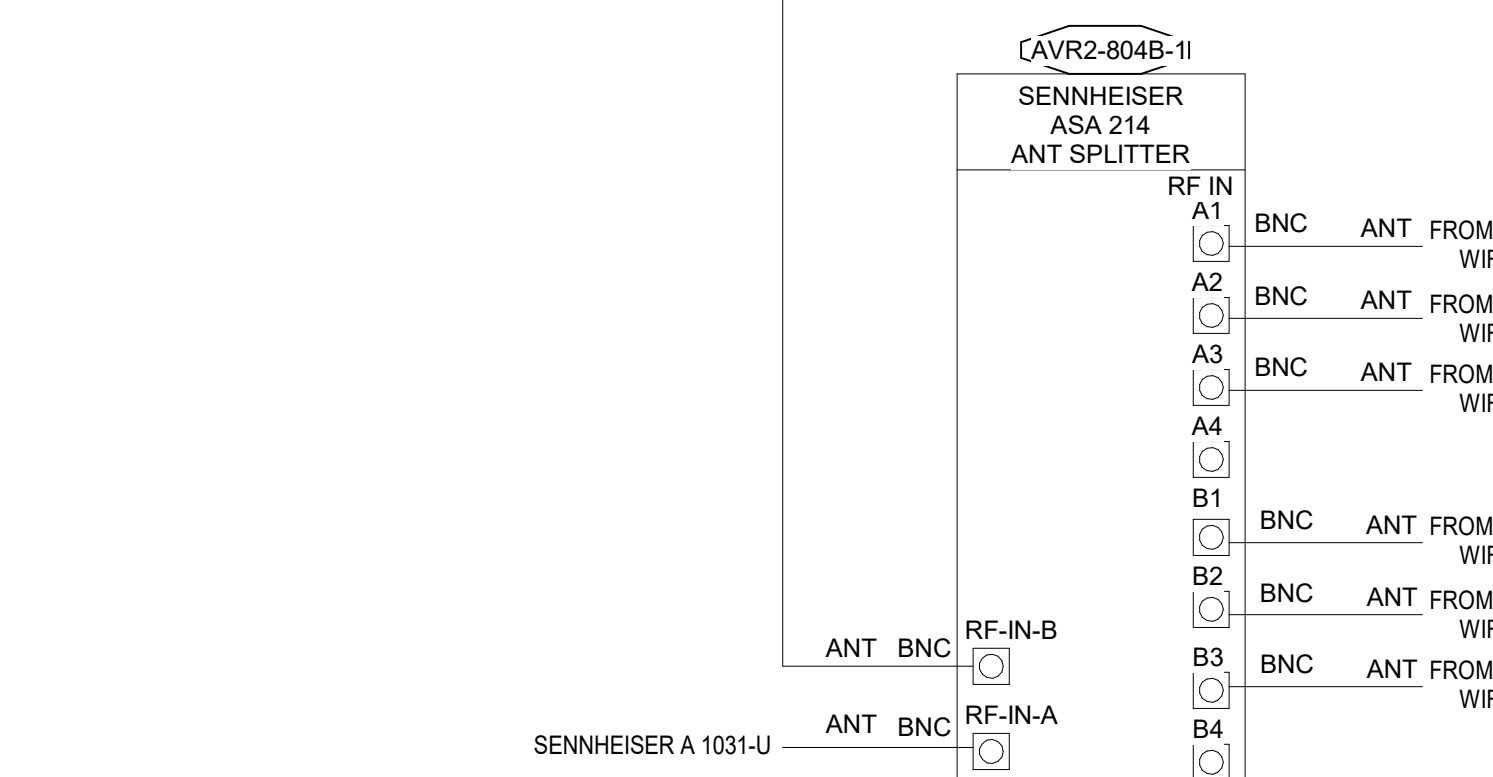 AVR2-804B-1
SENNHEISER
ASA 214
ANT SPLITTER
RF IN
A1
BNC ANT FROM
A2
BNC ANT FROM
A3
BNC ANT FROM
A4
B1
BNC ANT FROM
B2
BNC ANT FROM
RF-IN-B
ANT BNC
B3
BNC ANT FROM
RF-IN-A
ANT BNC
B4
SENNHEISER A 1031-U